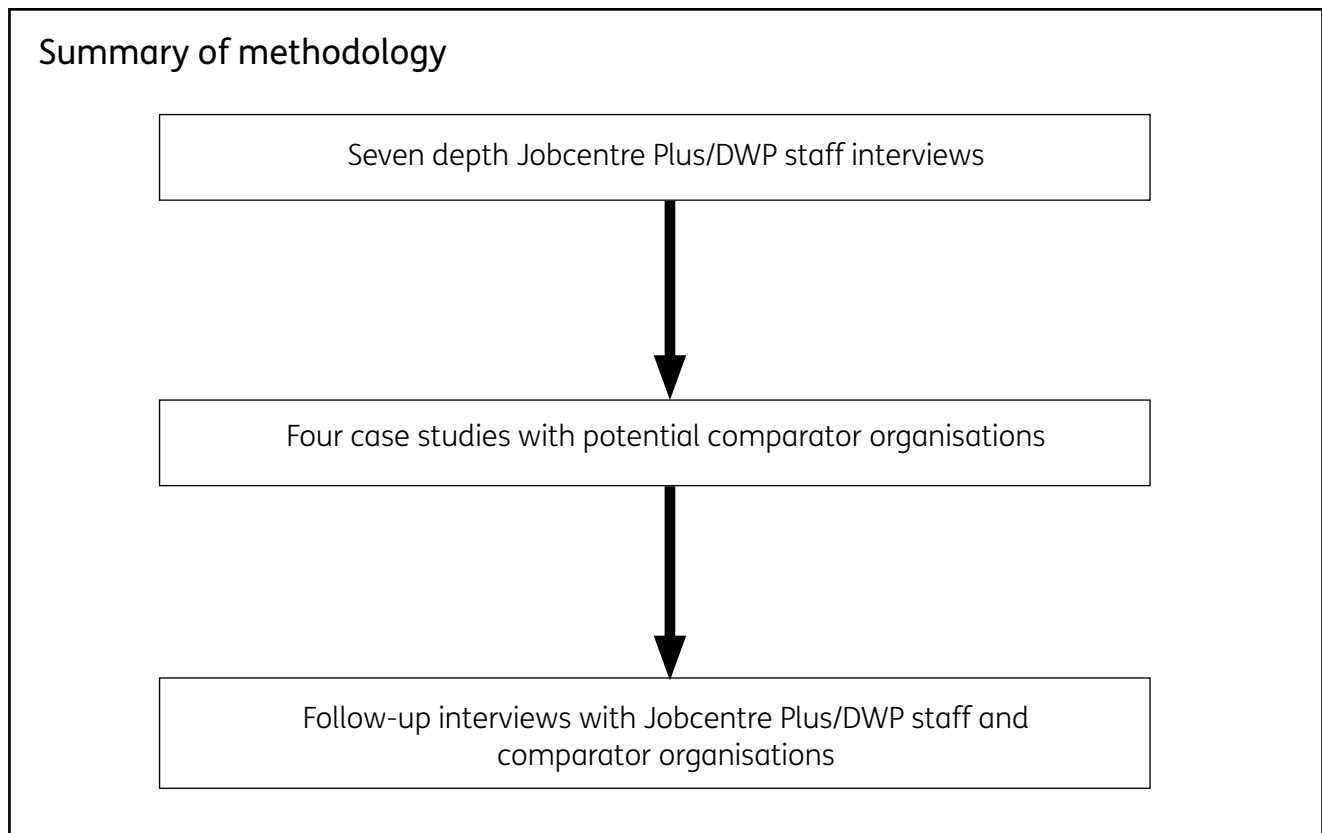 Summary of methodology
Seven depth Jobcentre Plus/DWP staff interviews
Four case studies with potential comparator organisations
Follow-up interviews with Jobcentre Plus/DWP staff and
comparator organisations